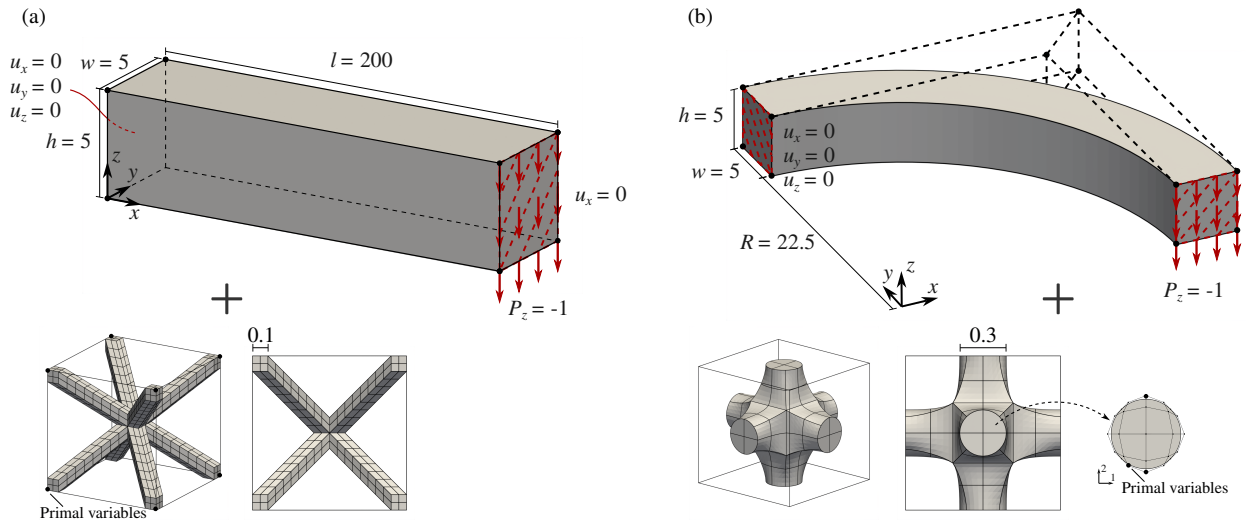 (a)
u_x = 0
u_y = 0
u_z = 0
w = 5
l = 200
h = 5
z
y
x
u_x = 0
P_z = -1
+
0.1
Primal variables
(b)
h = 5
u_x = 0
u_y = 0
u_z = 0
w = 5
R = 22.5
z
y
x
P_z = -1
+
0.3
2
1
Primal variables